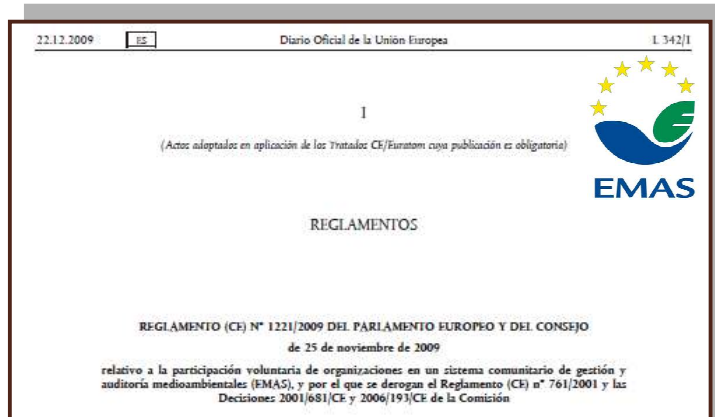 22.12.2009 ES Diario Oficial de la Unión Europea L 342/1
I
(Actos adoptados en aplicación de los Tratados CE/Euratom cuya publicación es obligatoria)
EMAS
REGLAMENTOS
REGLAMENTO (CE) Nº 1221/2009 DEL PARLAMENTO EUROPEO Y DEL CONSEJO
de 25 de noviembre de 2009
relativo a la participación voluntaria de organizaciones en un sistema comunitario de gestión y
auditoría medioambientales (EMAS), y por el que se derogan el Reglamento (CE) nº 761/2001 y las
Decisiones 2001/681/CE y 2006/193/CE de la Comisión